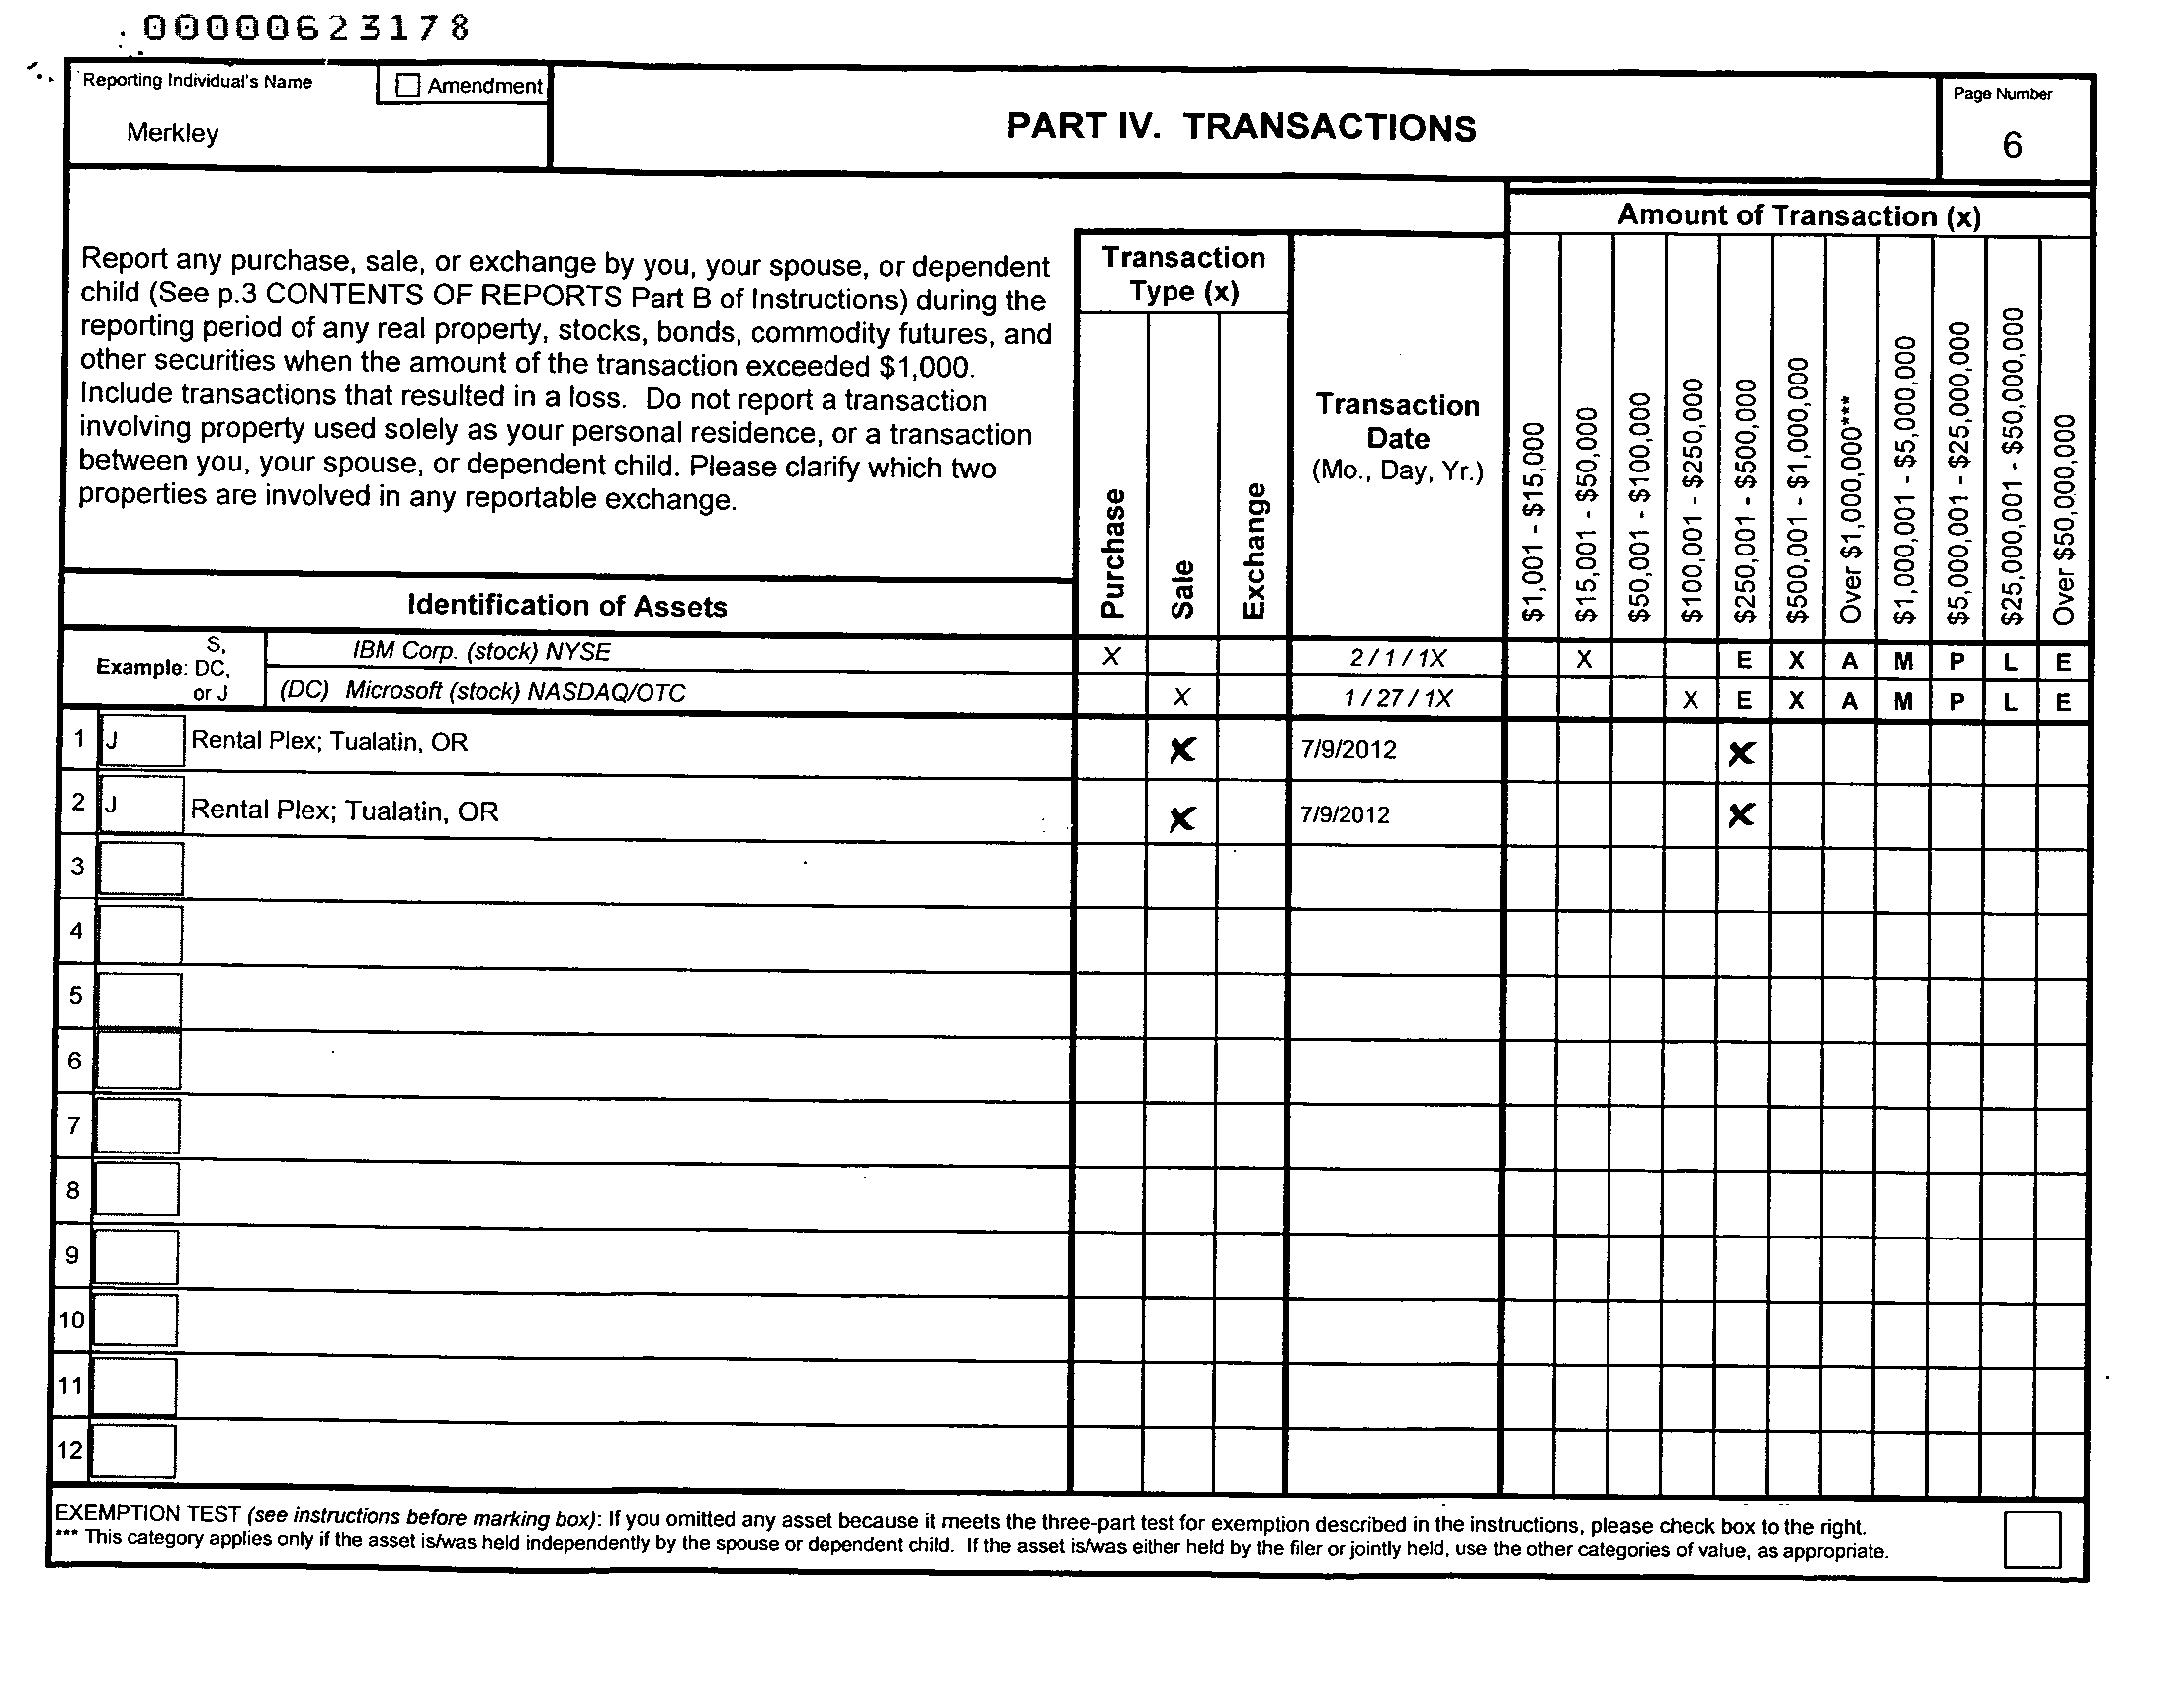 00000623178
Reporting Individual's Name
Amendment
Merkley
PART IV. TRANSACTIONS
Page Number
6
Amount of Transaction (x)
Report any purchase, sale, or exchange by you, your spouse, or dependent
child (See p.3 CONTENTS OF REPORTS Part B of Instructions) during the
reporting period of any real property, stocks, bonds, commodity futures, and
other securities when the amount of the transaction exceeded $1,000.
Include transactions that resulted in a loss. Do not report a transaction
involving property used solely as your personal residence, or a transaction
between you, your spouse, or dependent child. Please clarify which two
properties are involved in any reportable exchange.
Transaction
Type (x)
Purchase
Sale
Exchange
Transaction
Date
(Mo., Day, Yr.)
$1,001 - $15,000
$15,001 - $50,000
$50,001 - $100,000
$100,001 - $250,000
$250,001 - $500,000
$500,001 - $1,000,000
Over $1,000,000***
$1,000,001 - $5,000,000
$5,000,001 - $25,000,000
$25,000,001 - $50,000,000
Over $50,000,000
Identification of Assets
Example:
S,
DC,
or J
IBM Corp. (stock) NYSE X 2 / 1 / 1X X E X A M P L E
(DC) Microsoft (stock) NASDAQ/OTC X 1 / 27 / 1X X E X A M P L E
1 J Rental Plex; Tualatin, OR X 7/9/2012 X
2 J Rental Plex; Tualatin, OR X 7/9/2012 X
3
4
5
6
7
8
9
10
11
12
EXEMPTION TEST (see instructions before marking box): If you omitted any asset because it meets the three-part test for exemption described in the instructions, please check box to the right.
*** This category applies only if the asset is/was held independently by the spouse or dependent child. If the asset is/was either held by the filer or jointly held, use the other categories of value, as appropriate.